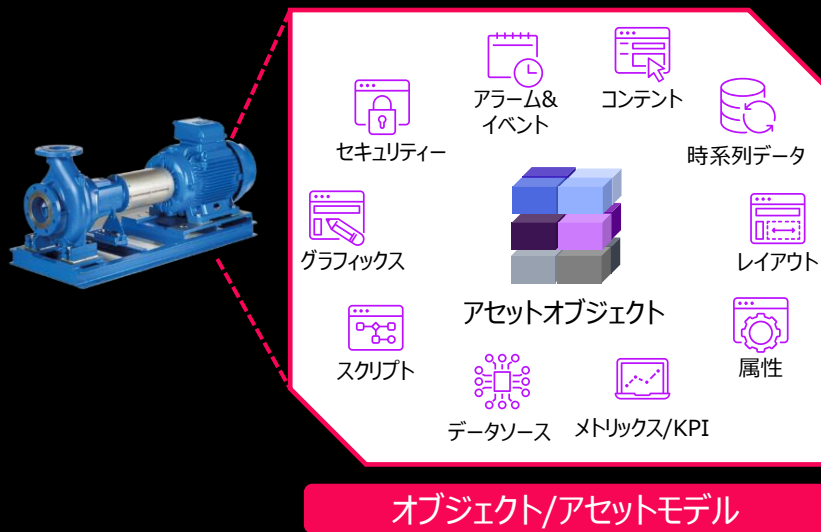 アラーム&
イベント
コンテント
セキュリティー
時系列データ
グラフィックス
レイアウト
アセットオブジェクト
スクリプト
属性
データソース
メトリックス/KPI
オブジェクト/アセットモデル